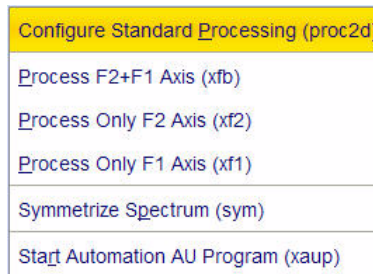 Configure Standard Processing (proc2d
Process F2+F1 Axis (xfb)
Process Only F2 Axis (xf2)
Process Only F1 Axis (xf1)
Symmetrize Spectrum (sym)
Start Automation AU Program (xaup)